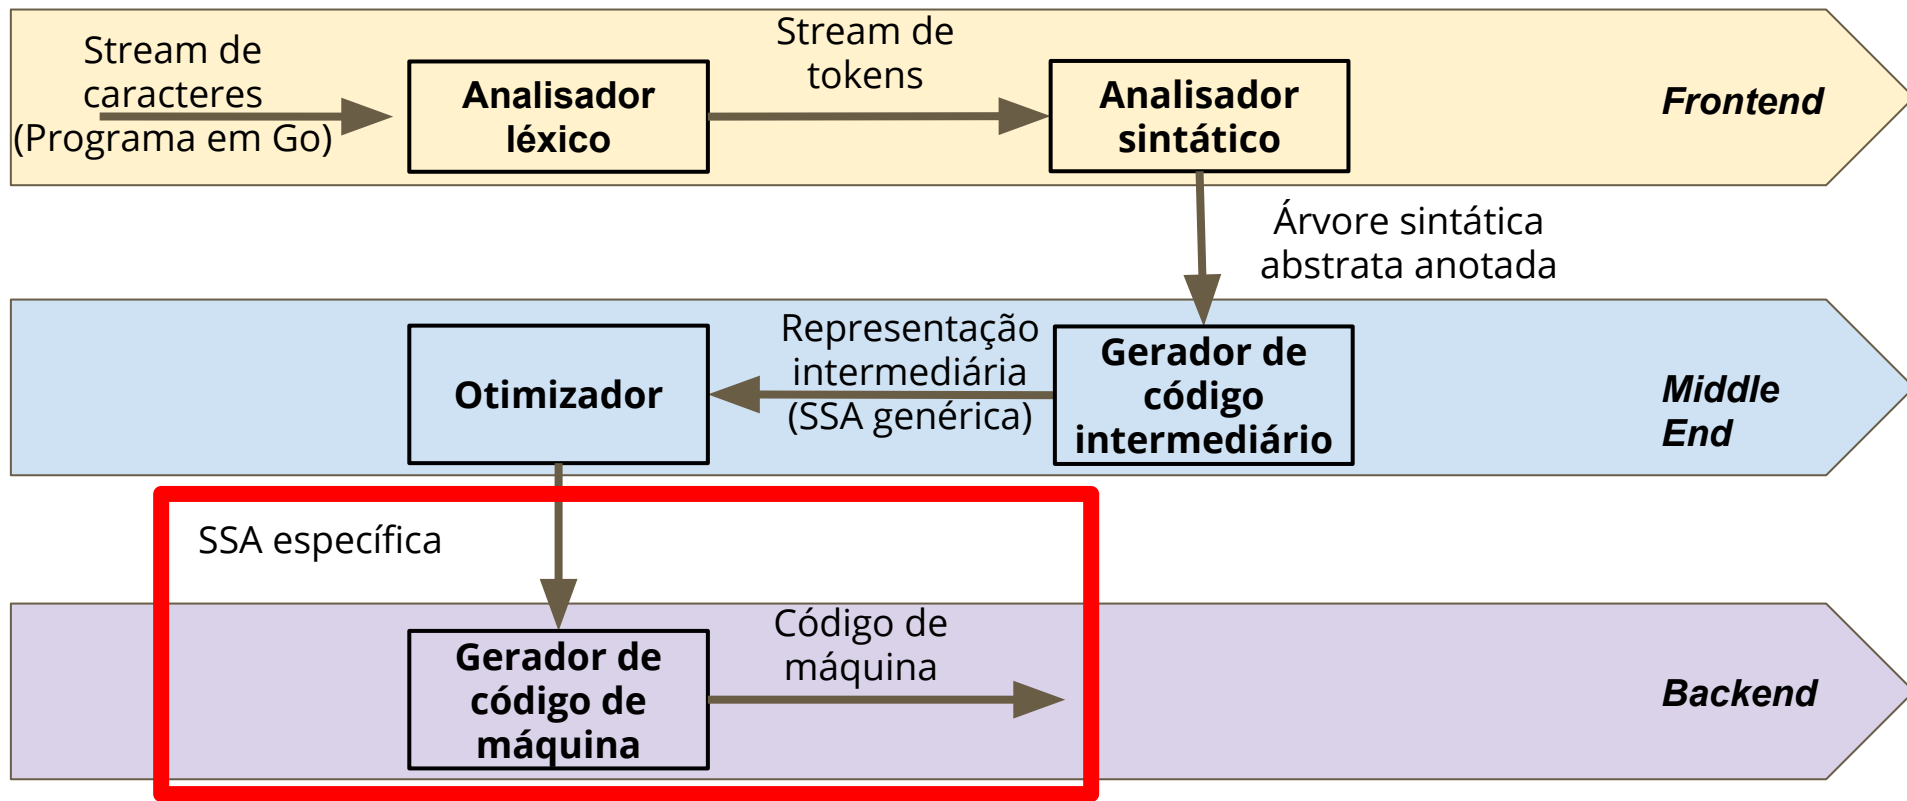 Stream de
caracteres
(Programa em Go)
Analisador
léxico
Stream de
tokens
Analisador
sintático
Frontend
Árvore sintática
abstrata anotada
Otimizador
Representação
intermediária
(SSA genérica)
Gerador de
código
intermediário
Middle
End
SSA específica
Gerador de
código de
máquina
Código de
máquina
Backend